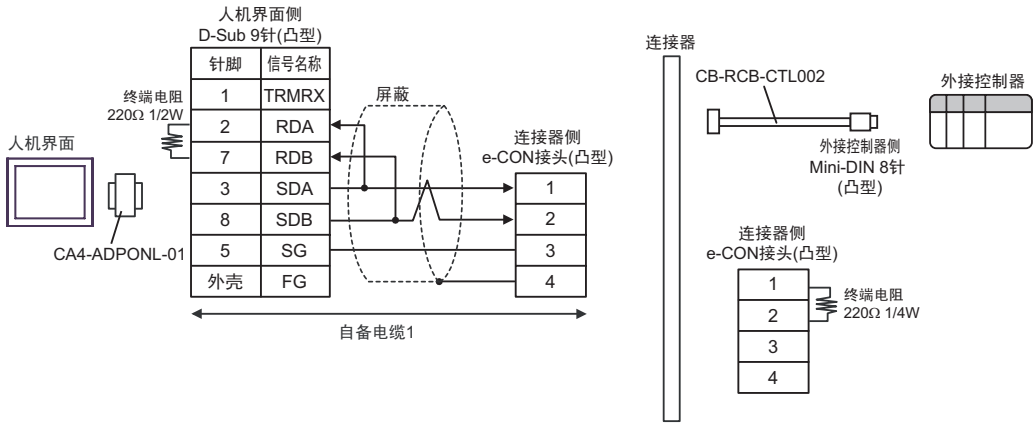 人机界面侧
D-Sub 9针(凸型)
针脚 信号名称
1 TRMRX
2 RDA
7 RDB
3 SDA
8 SDB
5 SG
外壳 FG
终端电阻
220Ω 1/2W
人机界面
CA4-ADPONL-01
屏蔽
连接器侧
e-CON接头(凸型)
1
2
3
4
自备电缆1
连接器
CB-RCB-CTL002
外接控制器
外接控制器侧
Mini-DIN 8针
(凸型)
连接器侧
e-CON接头(凸型)
1
2
3
4
终端电阻
220Ω 1/4W